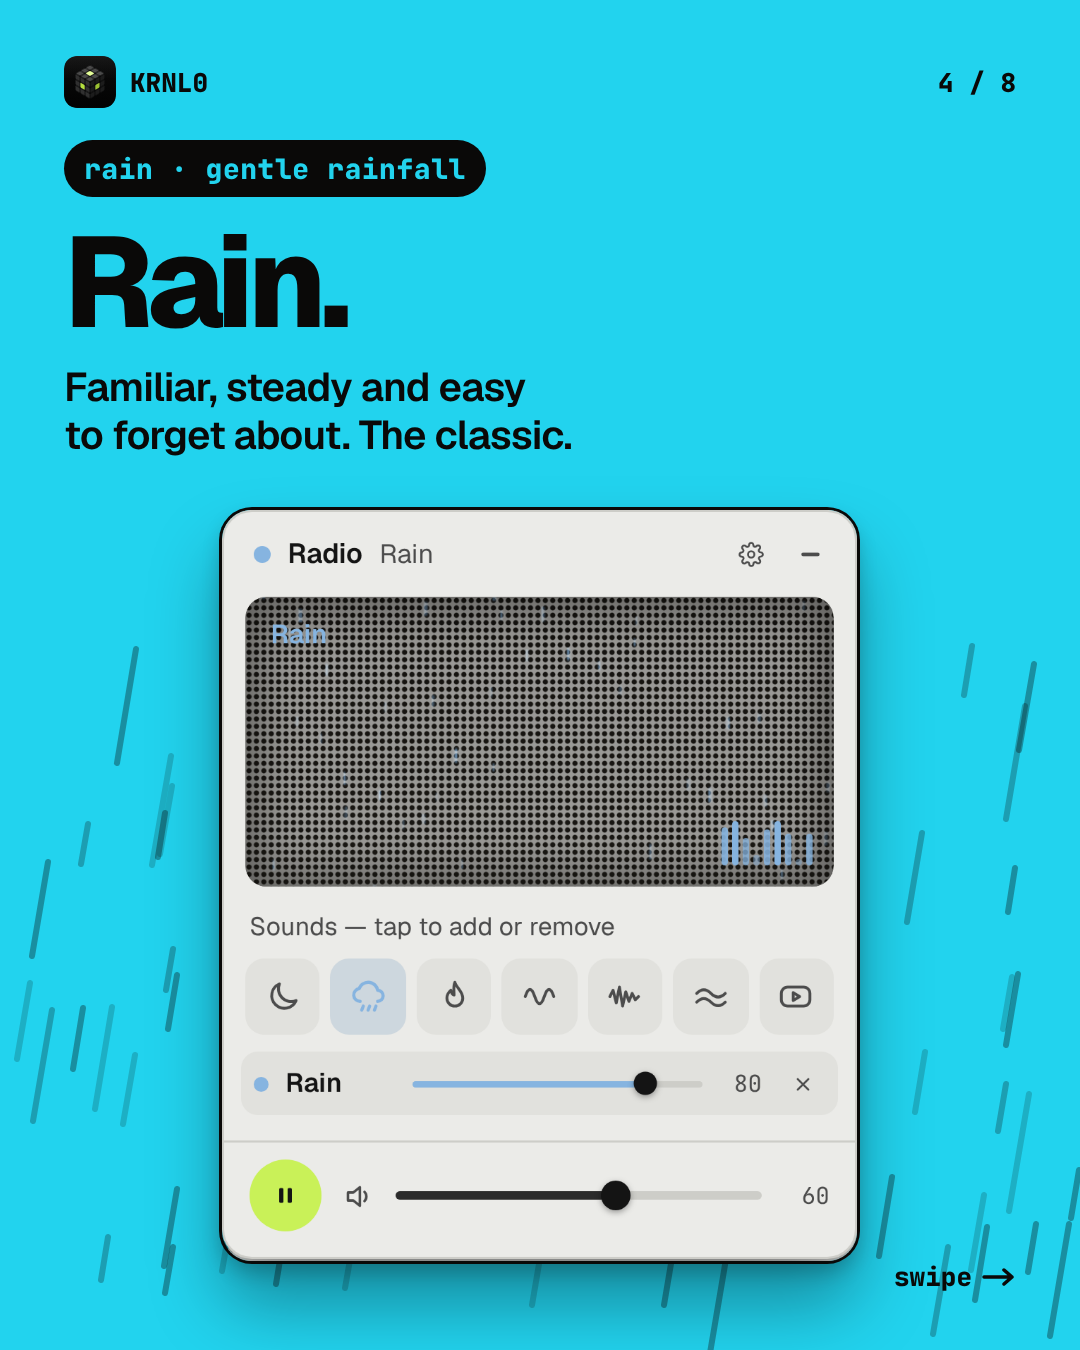 KRNL0
4 / 8
rain · gentle rainfall
Rain.
Familiar, steady and easy
to forget about. The classic.
Radio Rain
Rain
Sounds — tap to add or remove
Rain 80 ×
60
swipe →